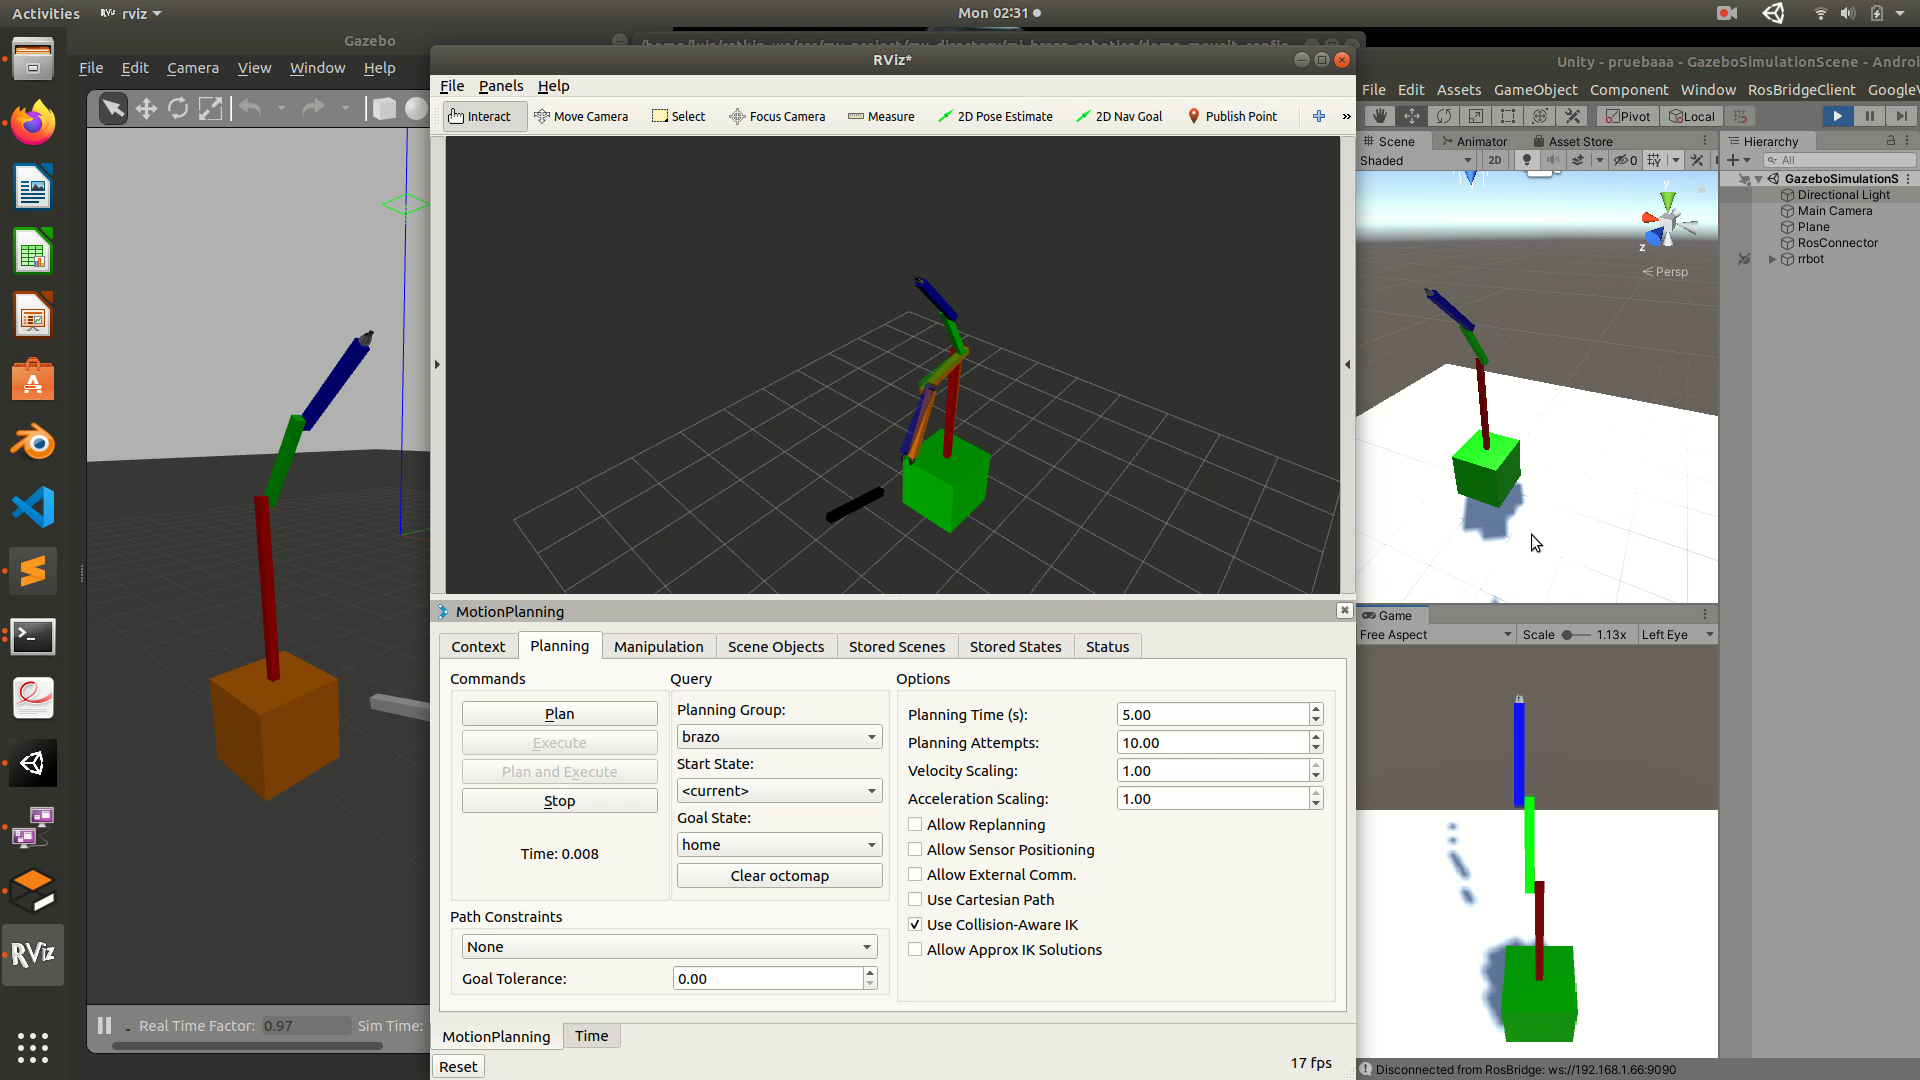 Activities
RViz
rviz
Mon 02:31
Gazebo
File Edit Camera View Window Help
RViz*
File Panels Help
Interact Move Camera Select Focus Camera Measure 2D Pose Estimate 2D Nav Goal Publish Point »
Unity - pruebaaa - GazeboSimulationScene - Androi
File Edit Assets GameObject Component Window RosBridgeClient GoogleV
Pivot Local
Scene Animator Asset Store
Shaded 2D 0
Hierarchy
All
GazeboSimulationS
Directional Light
Main Camera
Plane
RosConnector
rrbot
y
z
Persp
MotionPlanning
Context Planning Manipulation Scene Objects Stored Scenes Stored States Status
Commands
Plan
Execute
Plan and Execute
Stop
Time: 0.008
Query
Planning Group:
brazo
Start State:
<current>
Goal State:
home
Clear octomap
Options
Planning Time (s): 5.00
Planning Attempts: 10.00
Velocity Scaling: 1.00
Acceleration Scaling: 1.00
Allow Replanning
Allow Sensor Positioning
Allow External Comm.
Use Cartesian Path
Use Collision-Aware IK
Allow Approx IK Solutions
Path Constraints
None
Goal Tolerance: 0.00
MotionPlanning Time
Reset
17 fps
Real Time Factor: 0.97 Sim Time:
Game
Free Aspect Scale 1.13x Left Eye
Disconnected from RosBridge: ws://192.168.1.66:9090
RViz